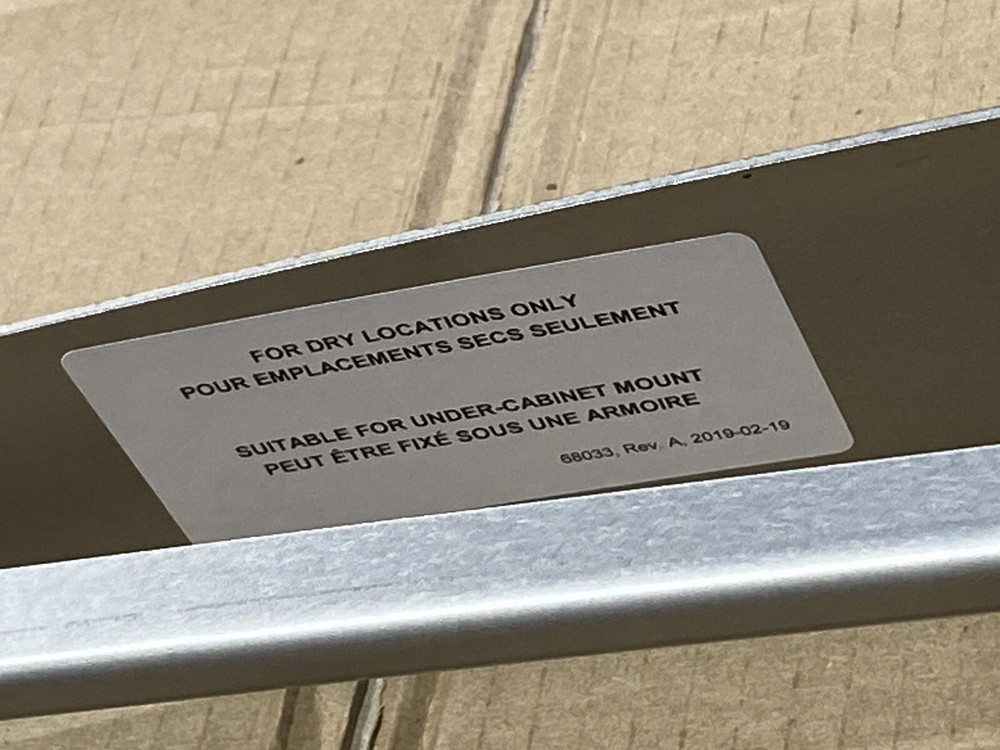 FOR DRY LOCATIONS ONLY
POUR EMPLACEMENTS SECS SEULEMENT
SUITABLE FOR UNDER-CABINET MOUNT
PEUT ÊTRE FIXÉ SOUS UNE ARMOIRE
68033, Rev. A, 2019-02-19